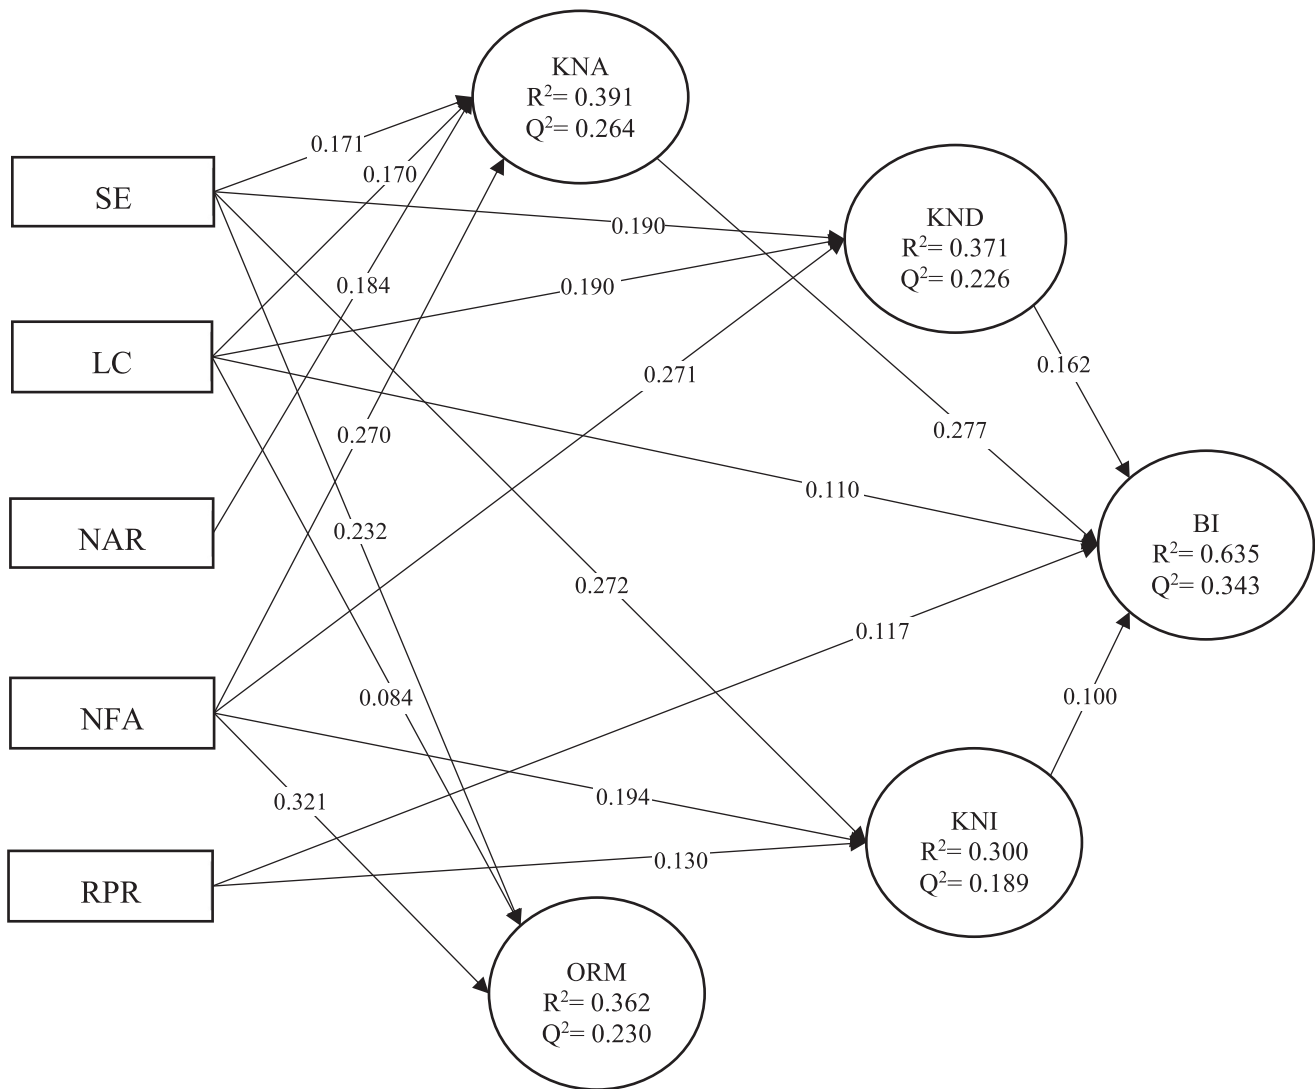 KNA
R²= 0.391
Q²= 0.264
0.171
0.170
SE
0.190
KND
R²= 0.371
Q²= 0.226
0.184
0.190
LC
0.162
0.271
0.270
0.277
0.110
NAR
0.232
BI
R²= 0.635
Q²= 0.343
0.272
0.117
0.084
0.100
NFA
0.321
0.194
KNI
R²= 0.300
Q²= 0.189
0.130
RPR
ORM
R²= 0.362
Q²= 0.230